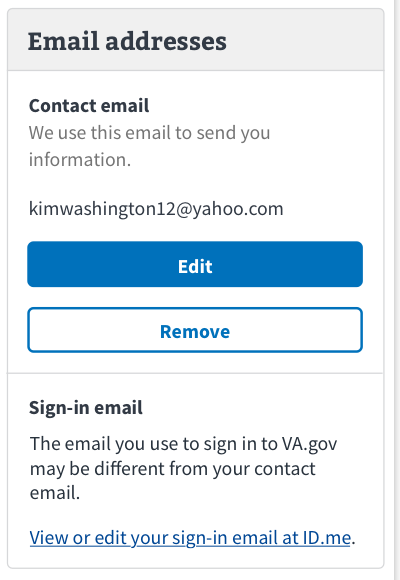 Email addresses
Contact email
We use this email to send you
information.
kimwashington12@yahoo.com
Edit
Remove
Sign-in email
The email you use to sign in to VA.gov
may be different from your contact
email.
View or edit your sign-in email at ID.me.